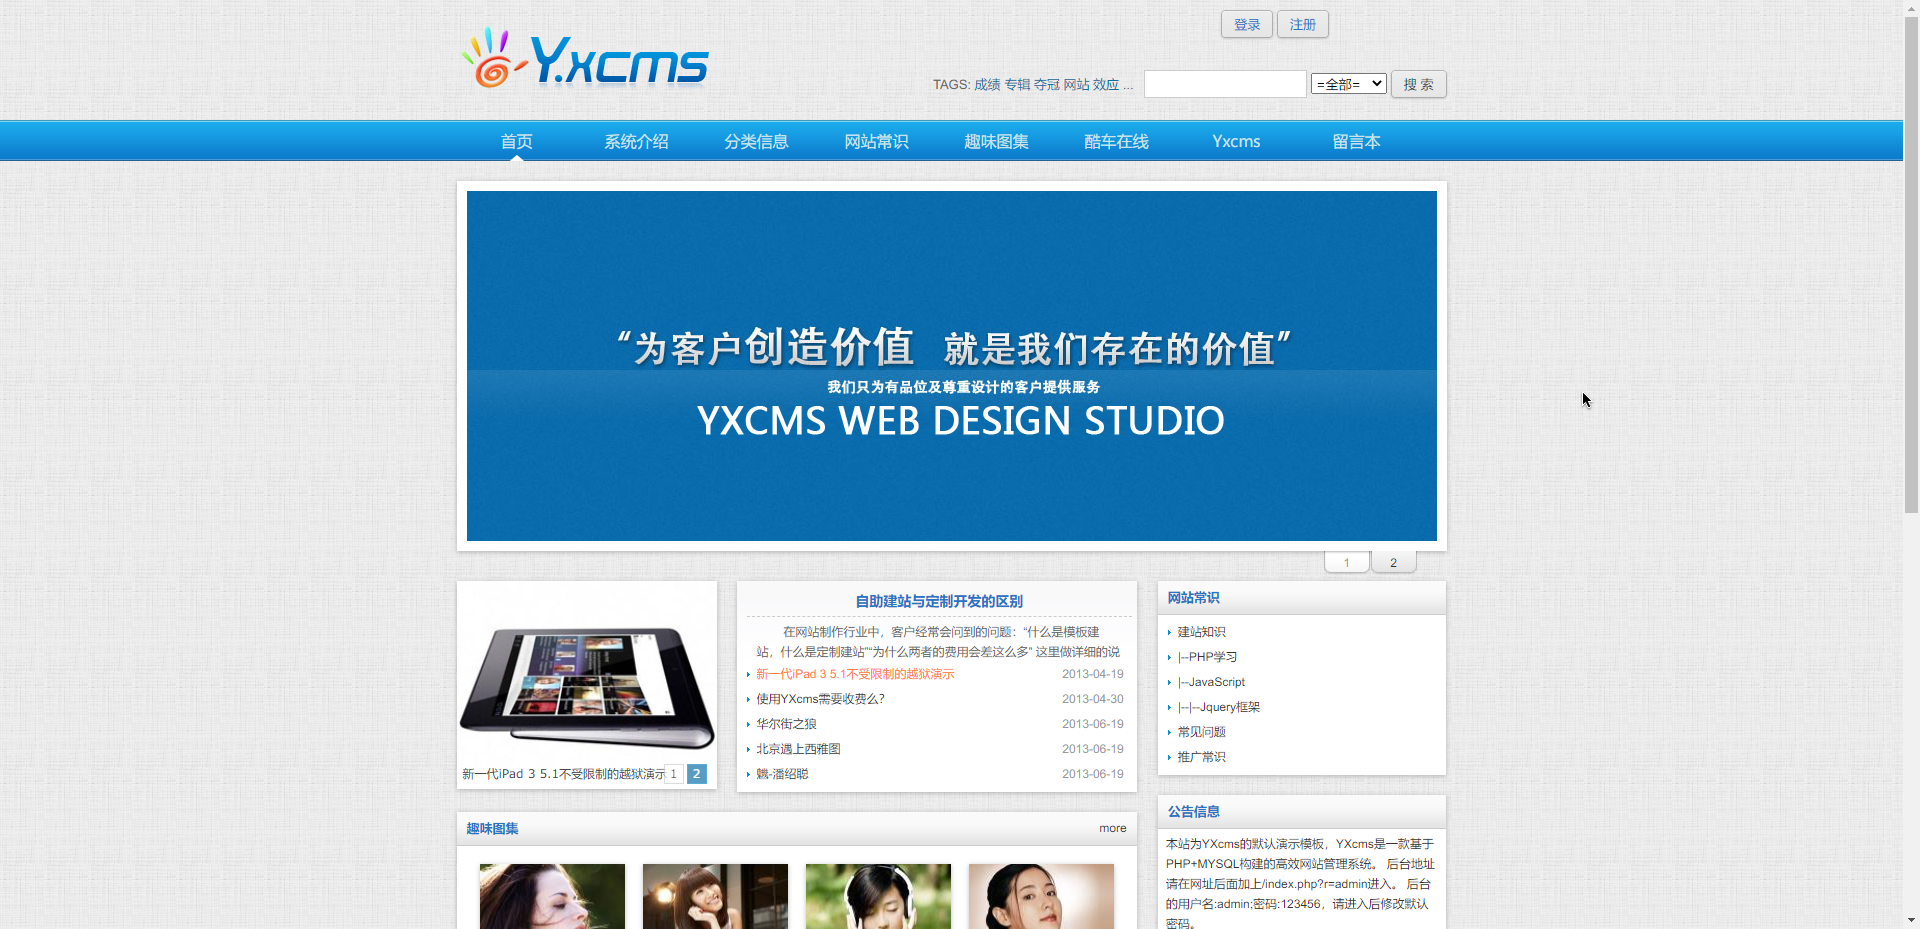 登录 注册
Y.xcms
TAGS: 成绩 专辑 夺冠 网站 效应 ... =全部= 搜 索
首页 系统介绍 分类信息 网站常识 趣味图集 酷车在线 Yxcms 留言本
“为客户创造价值 就是我们存在的价值”
我们只为有品位及尊重设计的客户提供服务
YXCMS WEB DESIGN STUDIO
1 2
新一代iPad 3 5.1不受限制的越狱演示 1 2
自助建站与定制开发的区别
在网站制作行业中，客户经常会问到的问题：“什么是模板建
站，什么是定制建站”“为什么两者的费用会差这么多” 这里做详细的说
新一代iPad 3 5.1不受限制的越狱演示 2013-04-19
使用YXcms需要收费么？ 2013-04-30
华尔街之狼 2013-06-19
北京遇上西雅图 2013-06-19
-潘绍聪 2013-06-19
网站常识
建站知识
|--PHP学习
|--JavaScript
|--|--Jquery框架
常见问题
推广常识
趣味图集 more
公告信息
本站为YXcms的默认演示模板，YXcms是一款基于
PHP+MYSQL构建的高效网站管理系统。 后台地址
请在网址后面加上/index.php?r=admin进入。 后台
的用户名:admin;密码:123456，请进入后修改默认
密码。